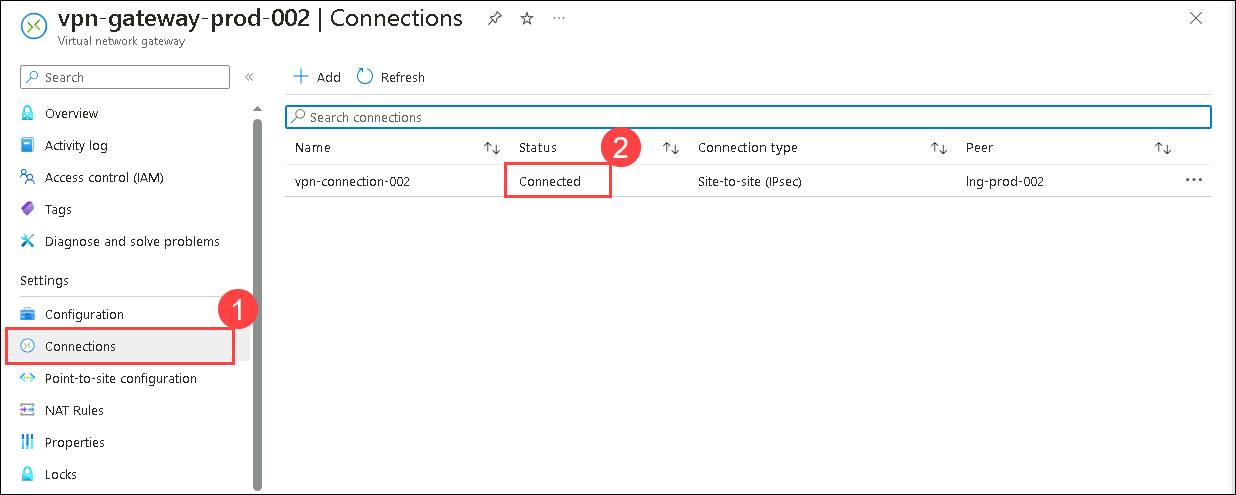 vpn-gateway-prod-002 | Connections
Virtual network gateway
Search
Add Refresh
Overview
Search connections
Activity log
Name Status 2 Connection type Peer
Access control (IAM)
vpn-connection-002 Connected Site-to-site (IPsec) lng-prod-002
Tags
Diagnose and solve problems
Settings
1
Configuration
Connections
Point-to-site configuration
NAT Rules
Properties
Locks